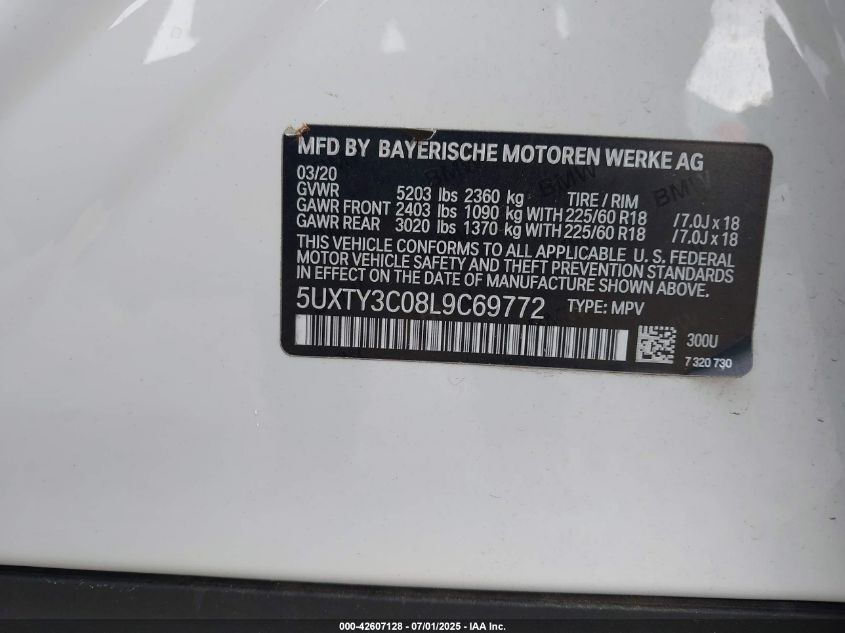 MFD BY BAYERISCHE MOTOREN WERKE AG
03/20
GVWR 5203 lbs 2360 kg TIRE / RIM
GAWR FRONT 2403 lbs 1090 kg WITH 225/60 R18 /7.0J x 18
GAWR REAR 3020 lbs 1370 kg WITH 225/60 R18 /7.0J x 18
THIS VEHICLE CONFORMS TO ALL APPLICABLE U. S. FEDERAL
MOTOR VEHICLE SAFETY AND THEFT PREVENTION STANDARDS
IN EFFECT ON THE DATE OF MANUFACTURE SHOWN ABOVE.
5UXTY3C08L9C69772 TYPE: MPV
300U
7 320 730
BMW
000-42607128 - 07/01/2025 - IAA Inc.